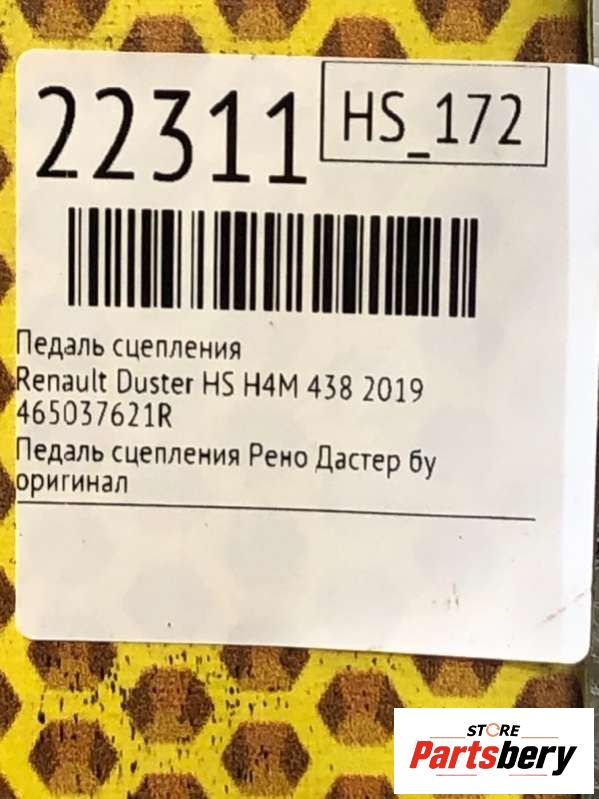 22311
HS_172
Педаль сцепления
Renault Duster HS H4M 438 2019
465037621R
Педаль сцепления Рено Дастер бу
оригинал
STORE
Partsbery